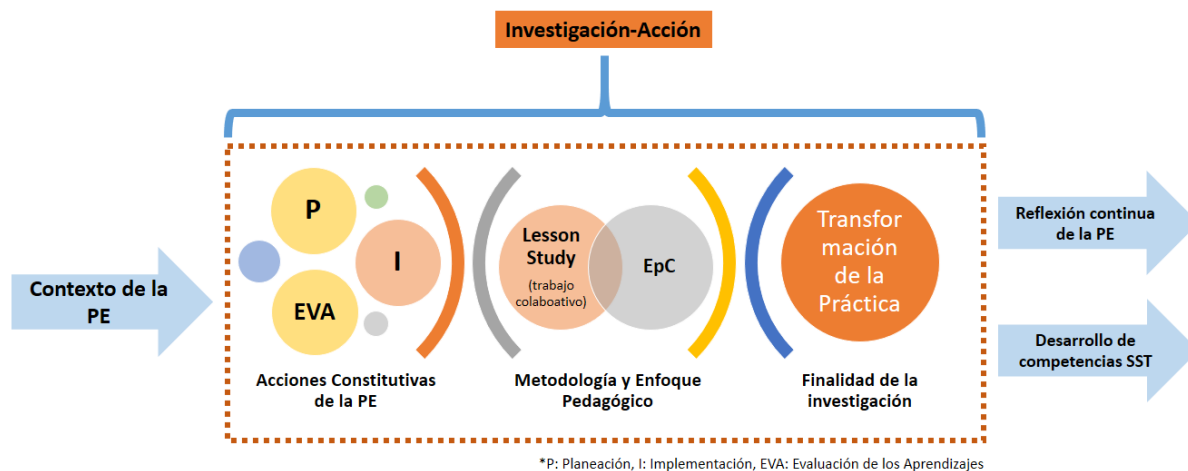 Investigación-Acción
Contexto de la
PE
P
I
EVA
Acciones Constitutivas
de la PE
Lesson
Study
(trabajo
colaboativo)
EpC
Metodología y Enfoque
Pedagógico
Transfor
mación
de la
Práctica
Finalidad de la
investigación
Reflexión continua
de la PE
Desarrollo de
competencias SST
*P: Planeación, I: Implementación, EVA: Evaluación de los Aprendizajes